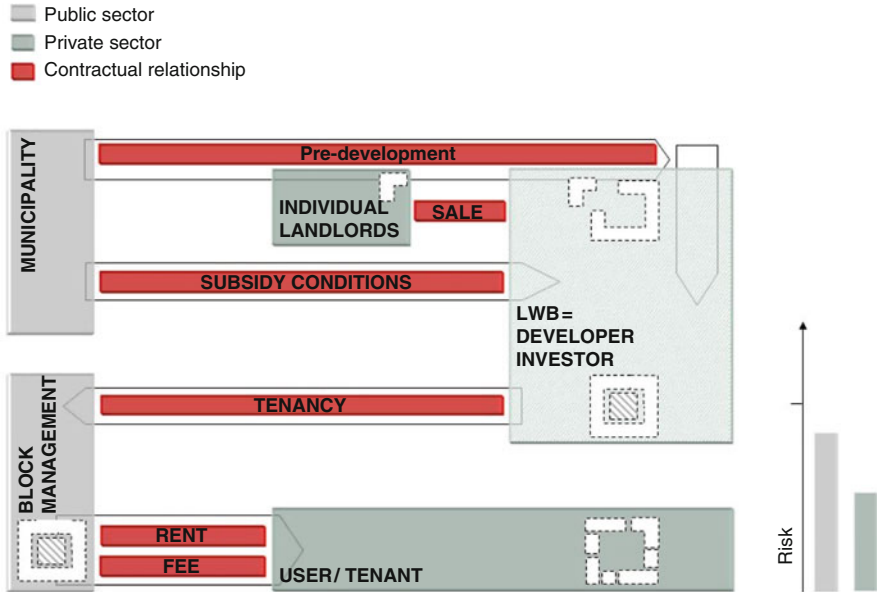 Public sector
Private sector
Contractual relationship
MUNICIPALITY
Pre-development
INDIVIDUAL
LANDLORDS
SALE
SUBSIDY CONDITIONS
LWB =
DEVELOPER
INVESTOR
BLOCK
MANAGEMENT
TENANCY
RENT
FEE
USER / TENANT
Risk